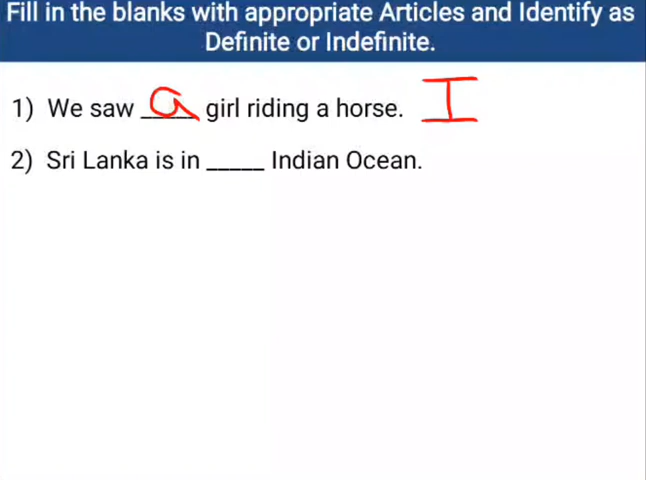 Fill in the blanks with appropriate Articles and Identify as
Definite or Indefinite.
1) We saw a girl riding a horse. I
2) Sri Lanka is in _____ Indian Ocean.